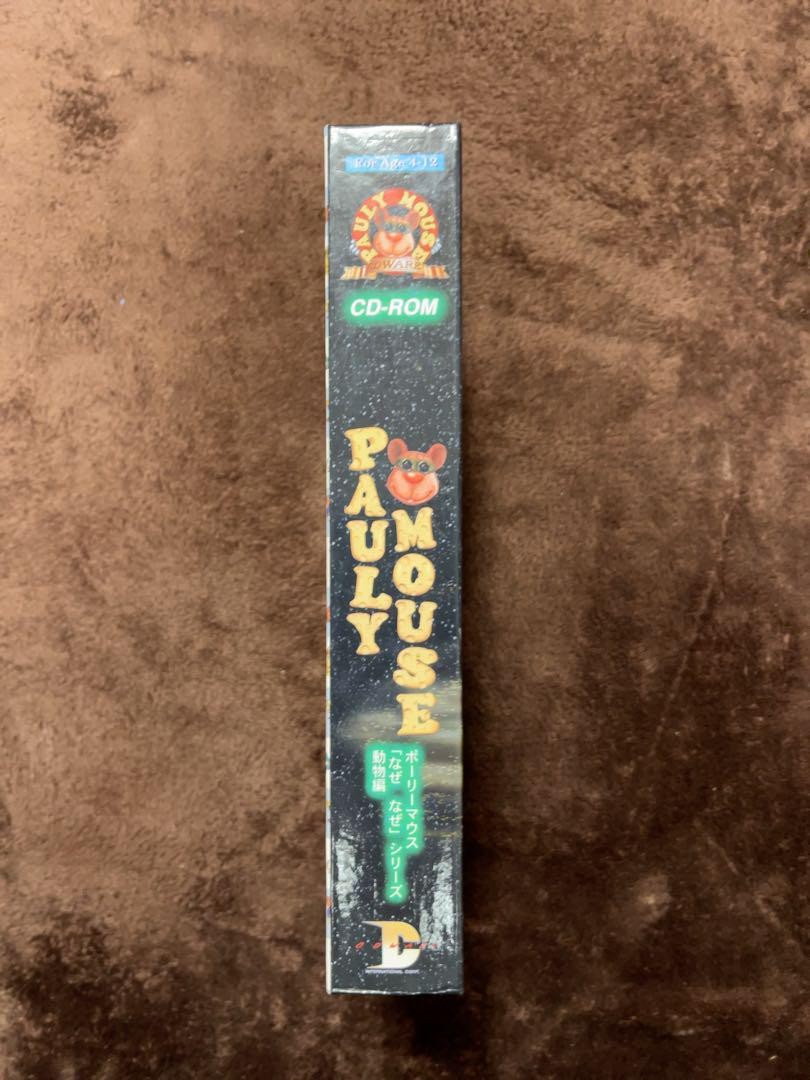 For Age 4-12
PAULY MOUSE
CD-ROM
PAULY
MOUSE
ポーリーマウス
「なぜ なぜ」シリーズ
動物編
D
INTERNATIONAL CORP.